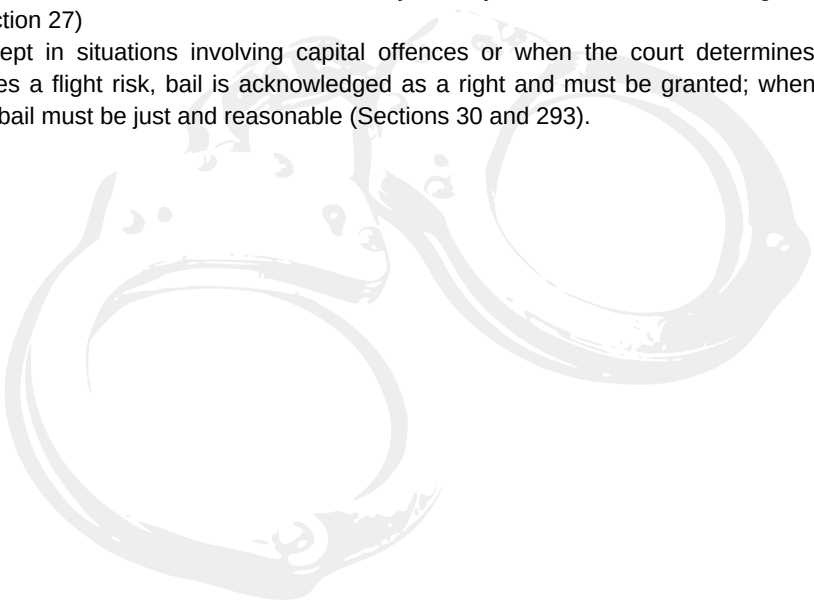 ction 27)
ept in situations involving capital offences or when the court determines
es a flight risk, bail is acknowledged as a right and must be granted; when
bail must be just and reasonable (Sections 30 and 293).